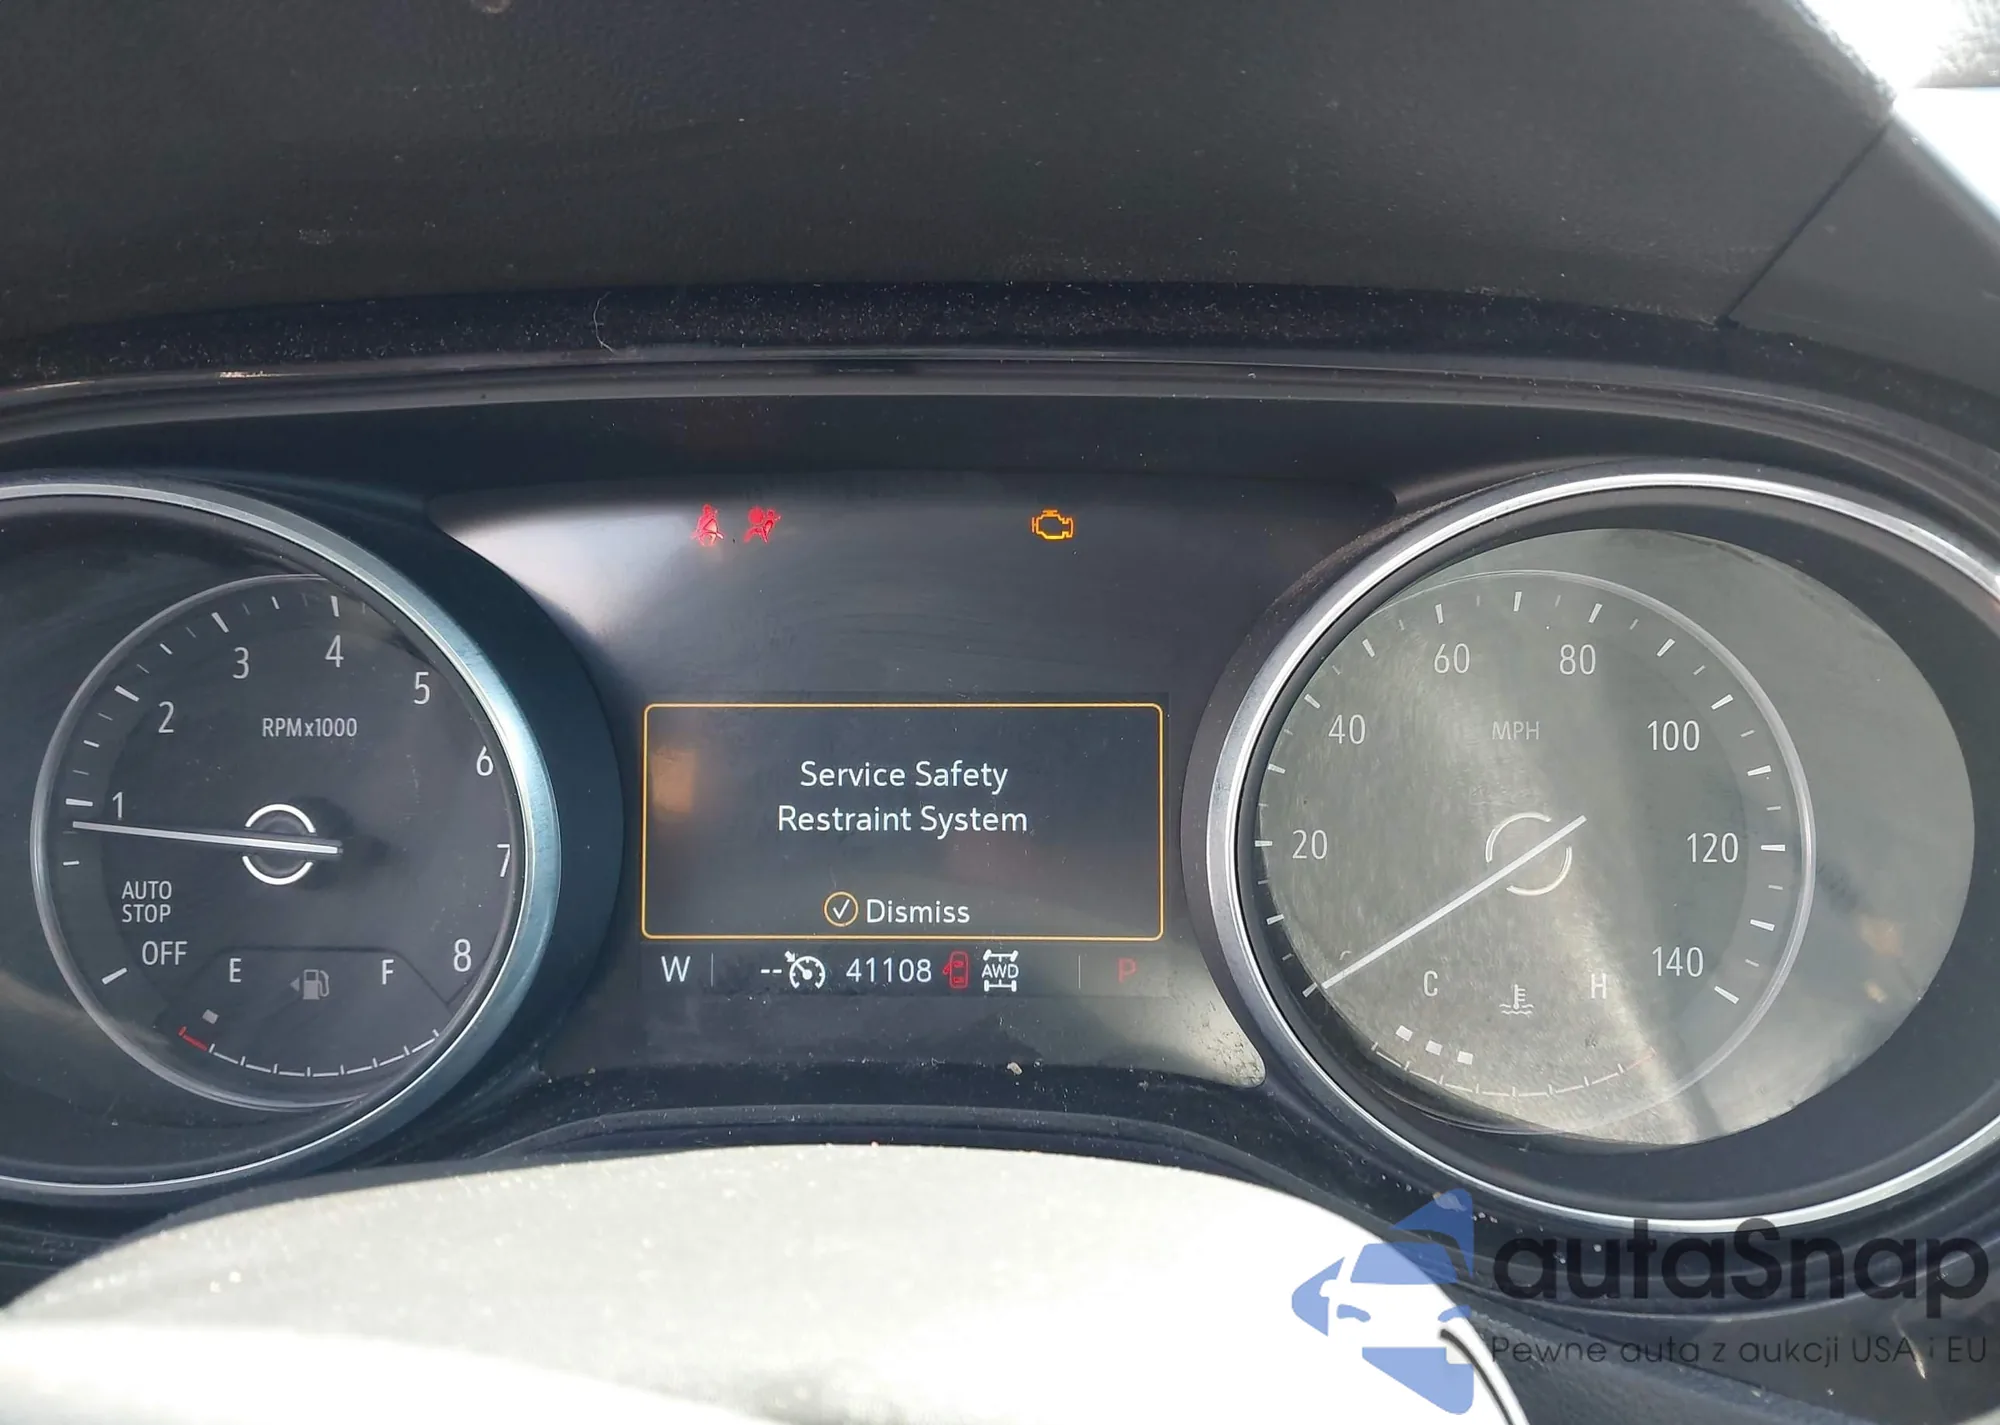 1
2
3
4
5
6
7
8
RPMx1000
AUTO
STOP
OFF
E
F
Service Safety
Restraint System
Dismiss
W
-- 41108
AWD
P
20
40
60
80
100
120
140
MPH
C
H
autaSnap
Pewne auta z aukcji USA i EU